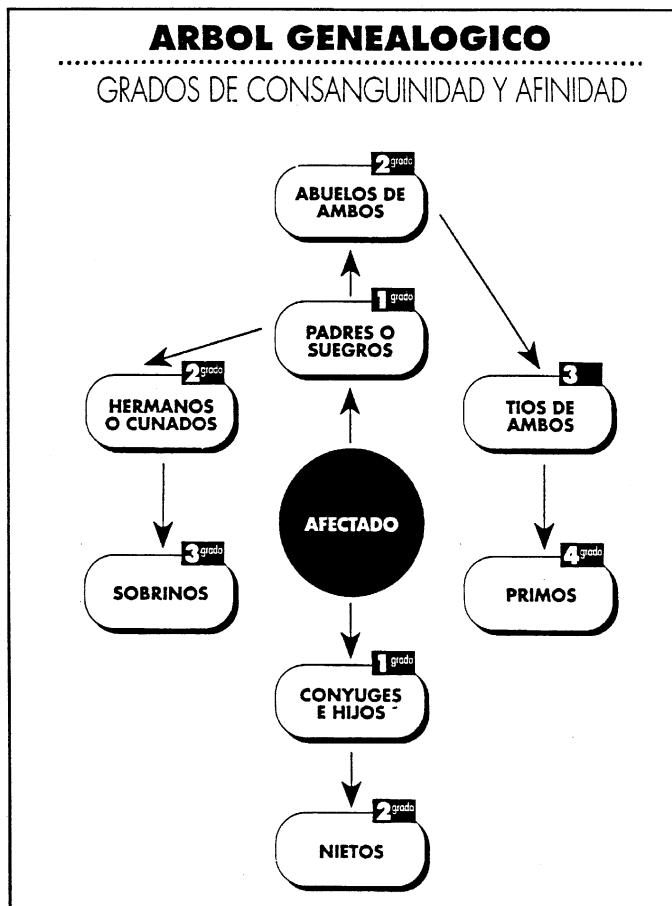 ARBOL GENEALOGICO
GRADOS DE CONSANGUINIDAD Y AFINIDAD
2 grado
ABUELOS DE
AMBOS
1 grado
PADRES O
SUEGROS
2 grado
HERMANOS
O CUNADOS
3
TIOS DE
AMBOS
AFECTADO
3 grado
SOBRINOS
4 grado
PRIMOS
1 grado
CONYUGES
E HIJOS
2 grado
NIETOS